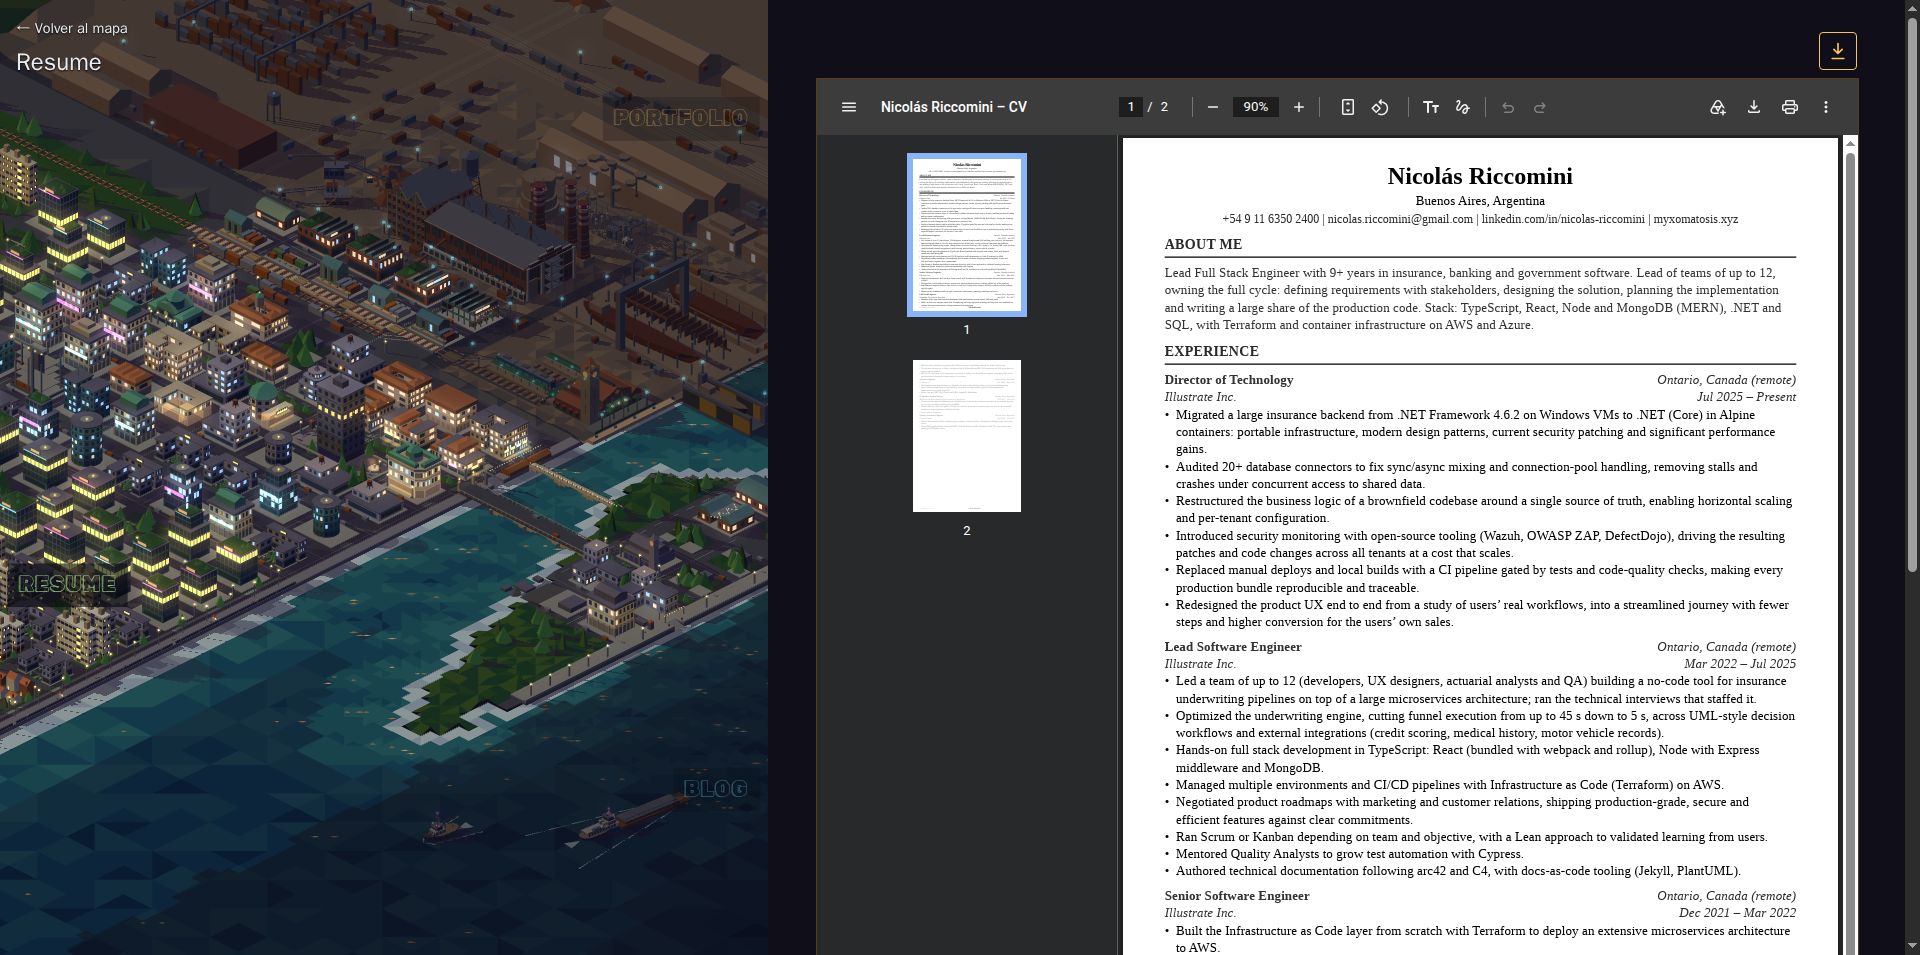 ← Volver al mapa
Resume
PORTFOLIO
RESUME
BLOG
Nicolás Riccomini – CV
1 / 2
90%
1
2
Nicolás Riccomini
Buenos Aires, Argentina
+54 9 11 6350 2400 | nicolas.riccomini@gmail.com | linkedin.com/in/nicolas-riccomini | myxomatosis.xyz
ABOUT ME
Lead Full Stack Engineer with 9+ years in insurance, banking and government software. Lead of teams of up to 12,
owning the full cycle: defining requirements with stakeholders, designing the solution, planning the implementation
and writing a large share of the production code. Stack: TypeScript, React, Node and MongoDB (MERN), .NET and
SQL, with Terraform and container infrastructure on AWS and Azure.
EXPERIENCE
Director of Technology Ontario, Canada (remote)
Illustrate Inc. Jul 2025 – Present
• Migrated a large insurance backend from .NET Framework 4.6.2 on Windows VMs to .NET (Core) in Alpine
containers: portable infrastructure, modern design patterns, current security patching and significant performance
gains.
• Audited 20+ database connectors to fix sync/async mixing and connection-pool handling, removing stalls and
crashes under concurrent access to shared data.
• Restructured the business logic of a brownfield codebase around a single source of truth, enabling horizontal scaling
and per-tenant configuration.
• Introduced security monitoring with open-source tooling (Wazuh, OWASP ZAP, DefectDojo), driving the resulting
patches and code changes across all tenants at a cost that scales.
• Replaced manual deploys and local builds with a CI pipeline gated by tests and code-quality checks, making every
production bundle reproducible and traceable.
• Redesigned the product UX end to end from a study of users’ real workflows, into a streamlined journey with fewer
steps and higher conversion for the users’ own sales.
Lead Software Engineer Ontario, Canada (remote)
Illustrate Inc. Mar 2022 – Jul 2025
• Led a team of up to 12 (developers, UX designers, actuarial analysts and QA) building a no-code tool for insurance
underwriting pipelines on top of a large microservices architecture; ran the technical interviews that staffed it.
• Optimized the underwriting engine, cutting funnel execution from up to 45 s down to 5 s, across UML-style decision
workflows and external integrations (credit scoring, medical history, motor vehicle records).
• Hands-on full stack development in TypeScript: React (bundled with webpack and rollup), Node with Express
middleware and MongoDB.
• Managed multiple environments and CI/CD pipelines with Infrastructure as Code (Terraform) on AWS.
• Negotiated product roadmaps with marketing and customer relations, shipping production-grade, secure and
efficient features against clear commitments.
• Ran Scrum or Kanban depending on team and objective, with a Lean approach to validated learning from users.
• Mentored Quality Analysts to grow test automation with Cypress.
• Authored technical documentation following arc42 and C4, with docs-as-code tooling (Jekyll, PlantUML).
Senior Software Engineer Ontario, Canada (remote)
Illustrate Inc. Dec 2021 – Mar 2022
• Built the Infrastructure as Code layer from scratch with Terraform to deploy an extensive microservices architecture
to AWS.